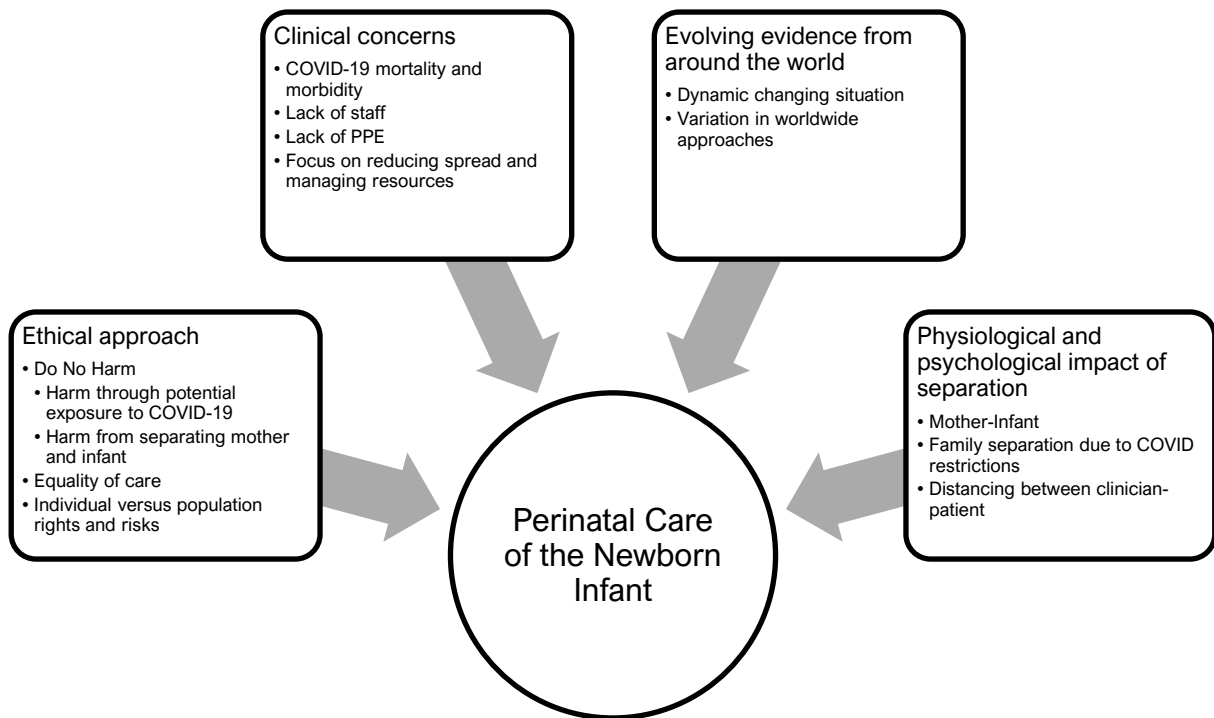 Clinical concerns
• COVID-19 mortality and
morbidity
• Lack of staff
• Lack of PPE
• Focus on reducing spread and
managing resources
Evolving evidence from
around the world
• Dynamic changing situation
• Variation in worldwide
approaches
Ethical approach
• Do No Harm
• Harm through potential
exposure to COVID-19
• Harm from separating mother
and infant
• Equality of care
• Individual versus population
rights and risks
Physiological and
psychological impact of
separation
• Mother-Infant
• Family separation due to COVID
restrictions
• Distancing between clinician-
patient
Perinatal Care
of the Newborn
Infant